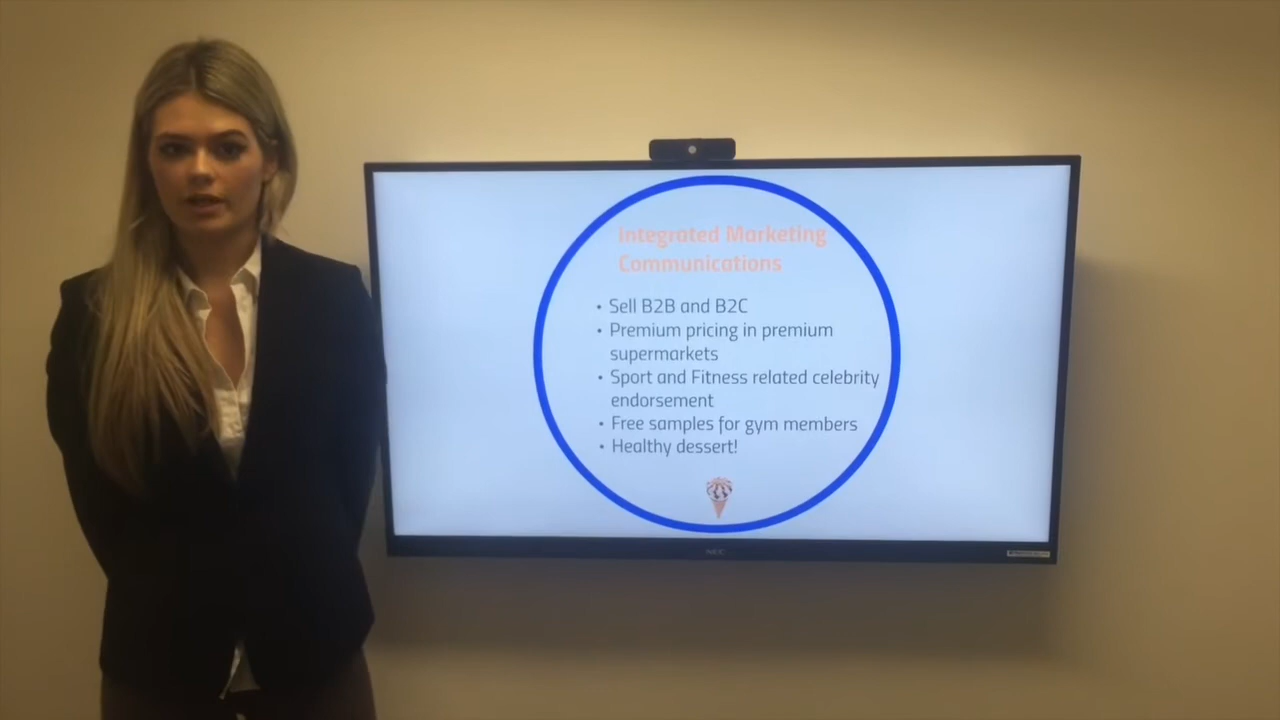 Integrated Marketing
Communications
• Sell B2B and B2C
• Premium pricing in premium
supermarkets
• Sport and Fitness related celebrity
endorsement
• Free samples for gym members
• Healthy dessert!
NEC